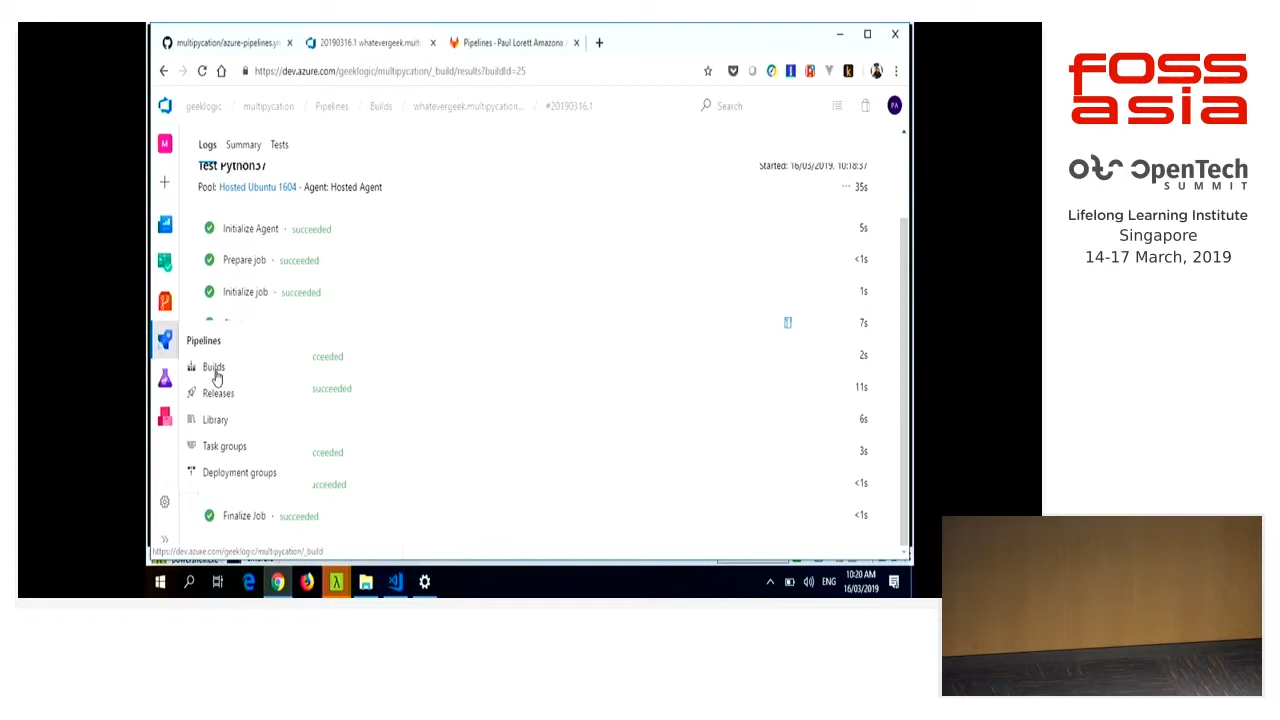 multipycation/azure-pipelines.y
20190316.1 whatevergeek.multi
Pipelines · Paul Lorett Amazona
https://dev.azure.com/geeklogic/multipycation/_build/results?buildId=25
geeklogic / multipycation / Pipelines / Builds / whatevergeek.multipycation... / #20190316.1
Search
PA
M
Logs Summary Tests
Test Python37
Started: 16/03/2019, 10:18:37
Pool: Hosted Ubuntu 1604 · Agent: Hosted Agent
··· 35s
Initialize Agent · succeeded 5s
Prepare job · succeeded <1s
Initialize job · succeeded 1s
7s
Pipelines
cceeded 2s
Builds
succeeded 11s
Releases
Library 6s
Task groups
cceeded 3s
Deployment groups
ucceeded <1s
Finalize Job · succeeded <1s
https://dev.azure.com/geeklogic/multipycation/_build
ENG
10:20 AM
16/03/2019
FOSS
ASIA
OpenTech
SUMMIT
Lifelong Learning Institute
Singapore
14-17 March, 2019